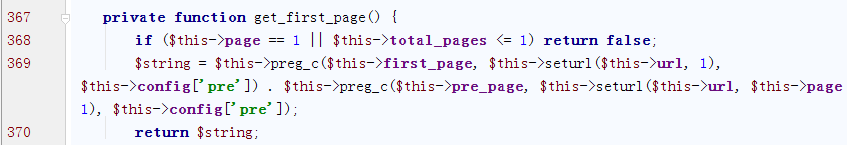 367 private function get_first_page() {
368 if ($this->page == 1 || $this->total_pages <= 1) return false;
369 $string = $this->preg_c($this->first_page, $this->seturl($this->url, 1),
$this->config['pre']) . $this->preg_c($this->pre_page, $this->seturl($this->url, $this->page
1), $this->config['pre']);
370 return $string;